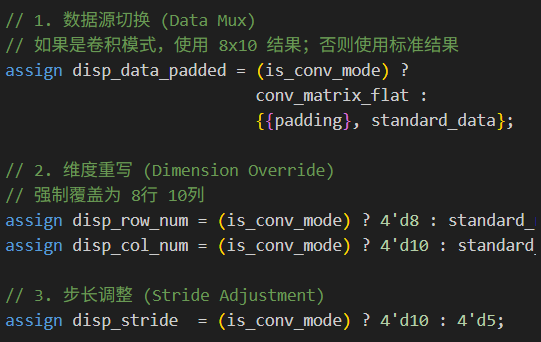 // 1. 数据源切换 (Data Mux)
// 如果是卷积模式，使用 8x10 结果；否则使用标准结果
assign disp_data_padded = (is_conv_mode) ?
conv_matrix_flat :
{{padding}, standard_data};
// 2. 维度重写 (Dimension Override)
// 强制覆盖为 8行 10列
assign disp_row_num = (is_conv_mode) ? 4'd8 : standard_
assign disp_col_num = (is_conv_mode) ? 4'd10 : standard_
// 3. 步长调整 (Stride Adjustment)
assign disp_stride  = (is_conv_mode) ? 4'd10 : 4'd5;